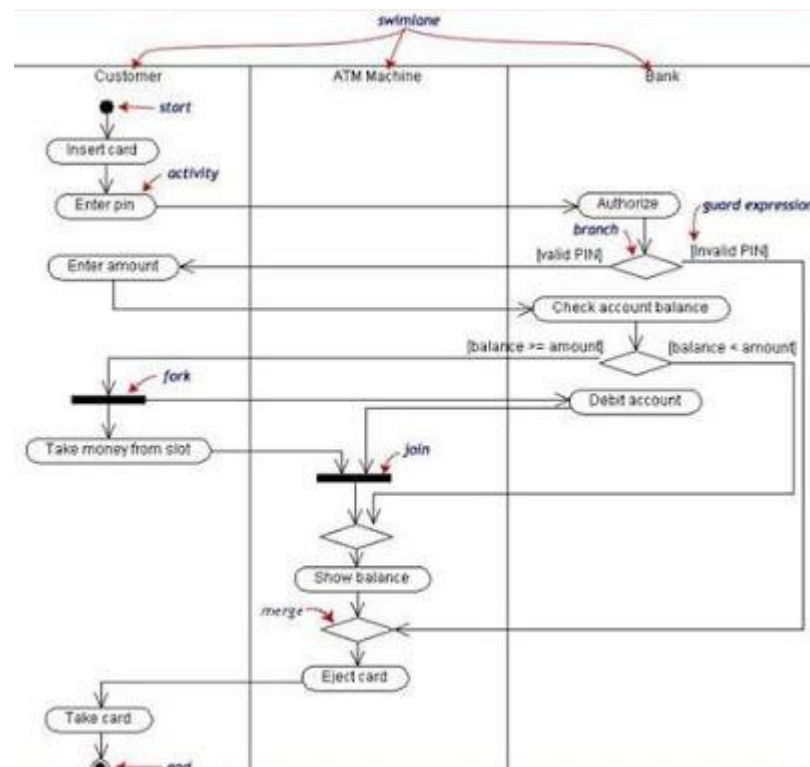 swimlane
Customer ATM Machine Bank
start
Insert card
activity
Enter pin Authorize guard expression
branch
Enter amount [valid PIN] [Invalid PIN]
Check account balance
[balance >= amount] [balance < amount]
fork
Debit account
Take money from slot join
Show balance
merge
Eject card
Take card
end